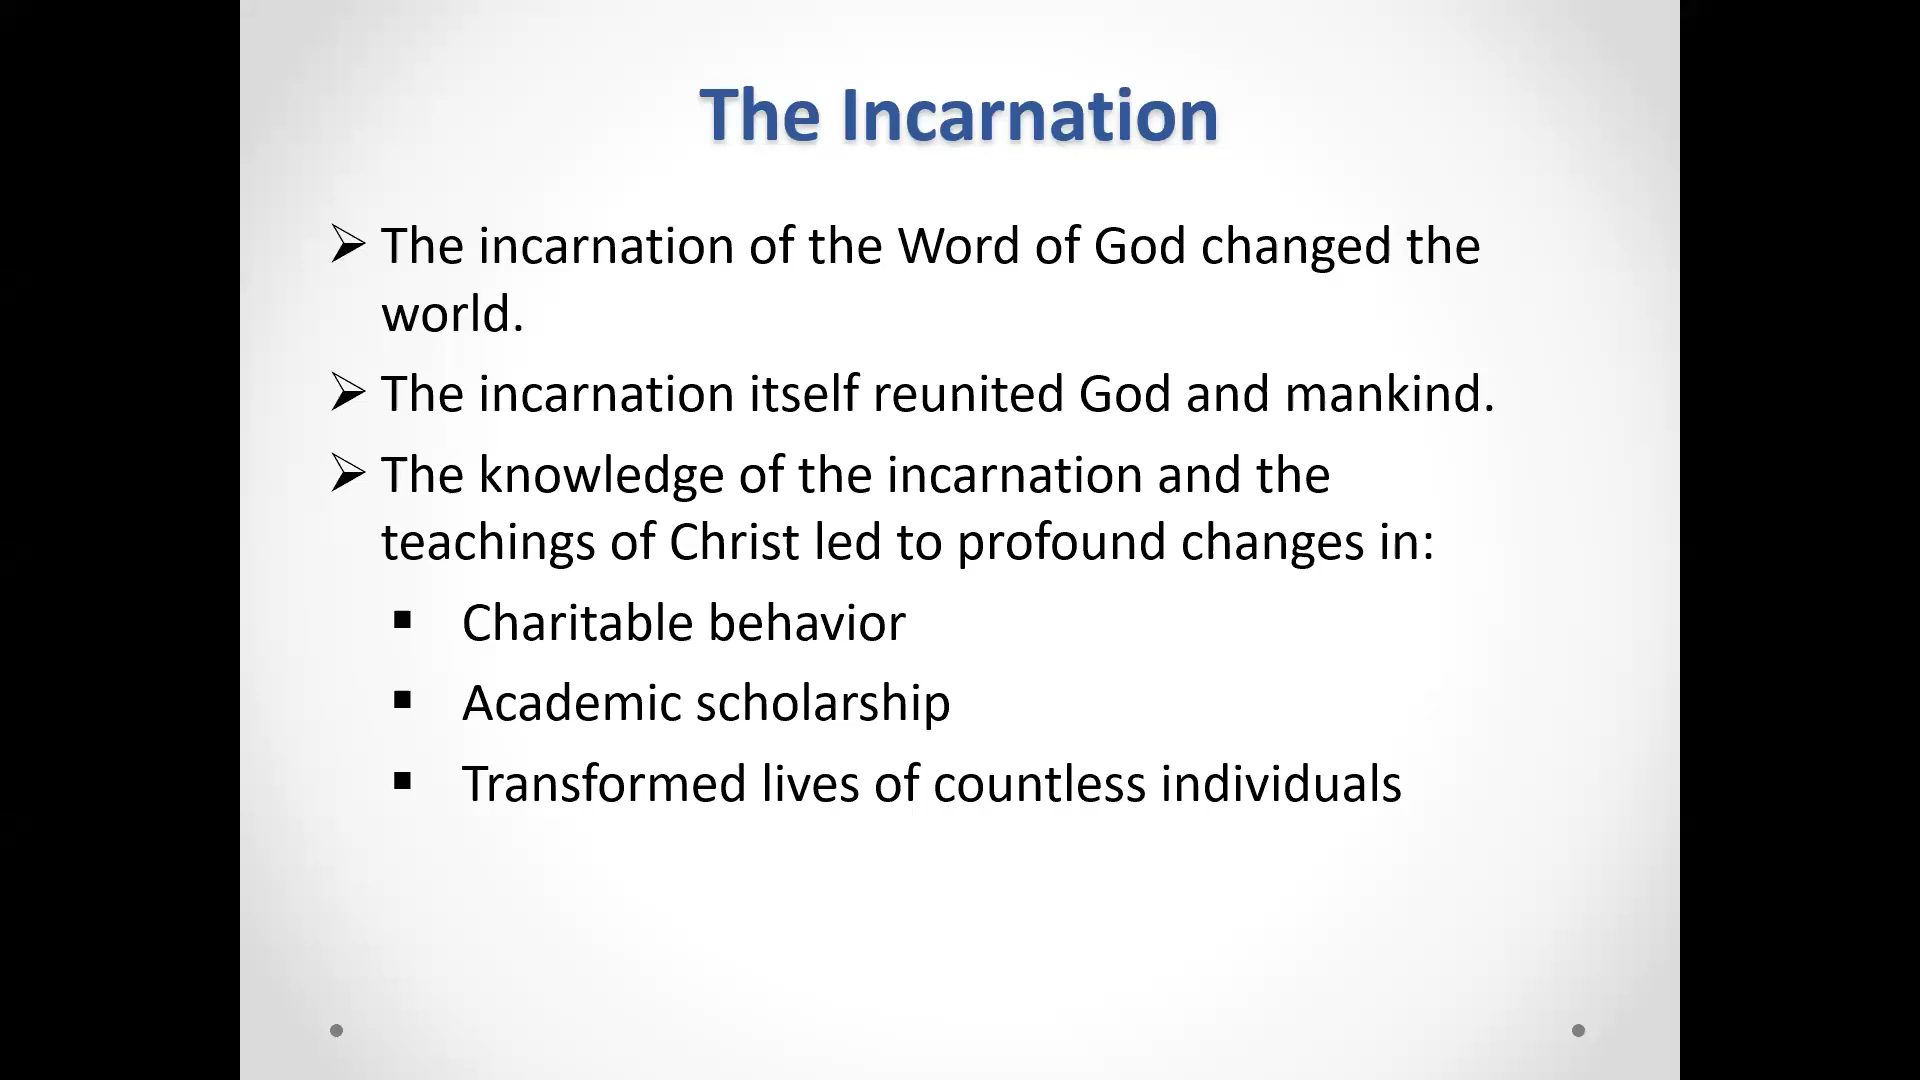 The Incarnation
➢ The incarnation of the Word of God changed the
world.
➢ The incarnation itself reunited God and mankind.
➢ The knowledge of the incarnation and the
teachings of Christ led to profound changes in:
▪ Charitable behavior
▪ Academic scholarship
▪ Transformed lives of countless individuals